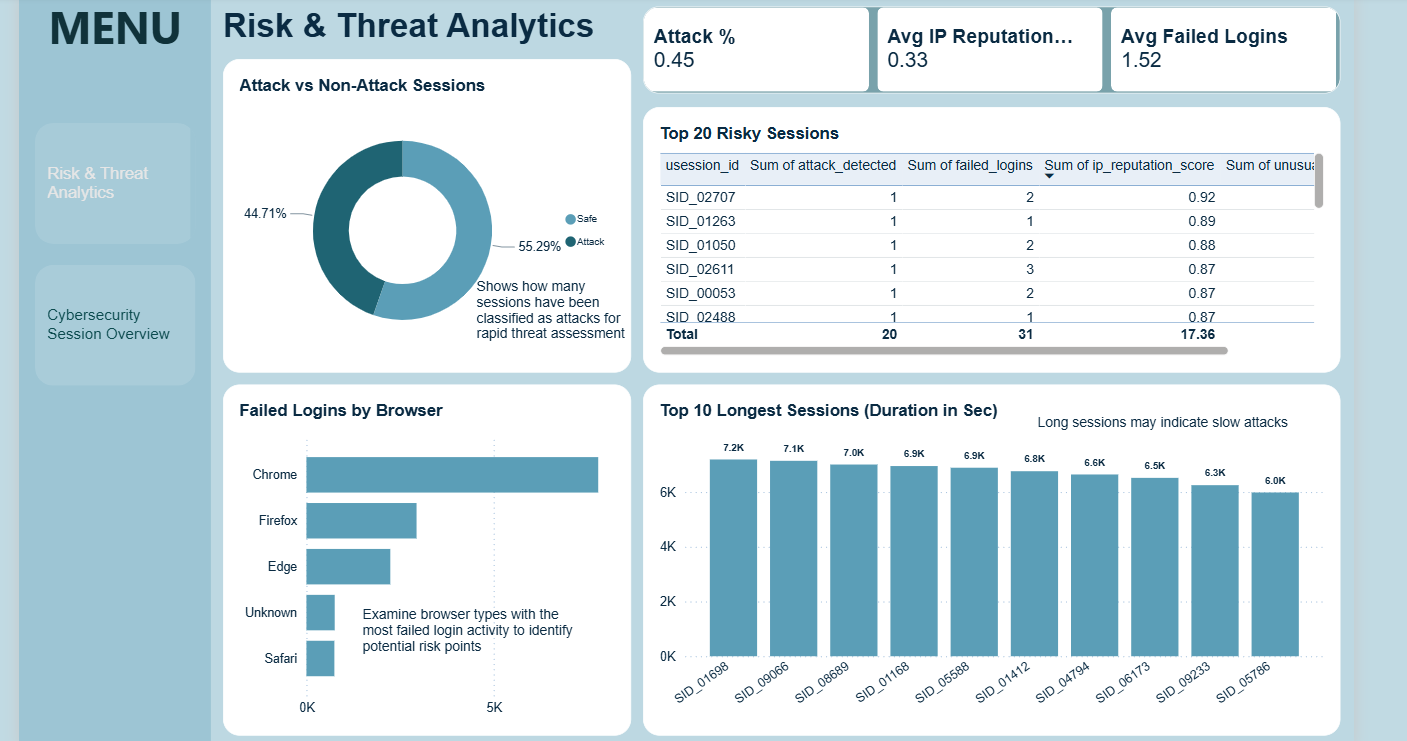 MENU
Risk & Threat
Analytics
Cybersecurity
Session Overview
Risk & Threat Analytics
Attack %
0.45
Avg IP Reputation...
0.33
Avg Failed Logins
1.52
Attack vs Non-Attack Sessions
44.71%
55.29%
Safe
Attack
Shows how many
sessions have been
classified as attacks for
rapid threat assessment
Top 20 Risky Sessions
usession_id Sum of attack_detected Sum of failed_logins Sum of ip_reputation_score Sum of unusua
SID_02707 1 2 0.92
SID_01263 1 1 0.89
SID_01050 1 2 0.88
SID_02611 1 3 0.87
SID_00053 1 2 0.87
SID_02488 1 1 0.87
Total 20 31 17.36
Failed Logins by Browser
Chrome
Firefox
Edge
Unknown
Safari
0K 5K
Examine browser types with the
most failed login activity to identify
potential risk points
Top 10 Longest Sessions (Duration in Sec)
Long sessions may indicate slow attacks
7.2K 7.1K 7.0K 6.9K 6.9K 6.8K 6.6K 6.5K 6.3K 6.0K
6K
4K
2K
0K
SID_01698 SID_09066 SID_08689 SID_01168 SID_05588 SID_01412 SID_04794 SID_06173 SID_09233 SID_05786